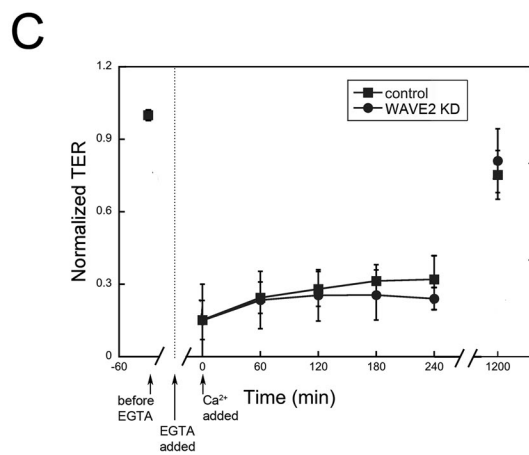 C
1.2
0.9
0.6
0.3
0
Normalized TER
control
WAVE2 KD
-60
0
60
120
180
240
1200
before
EGTA
EGTA
added
Ca²⁺
added
Time (min)